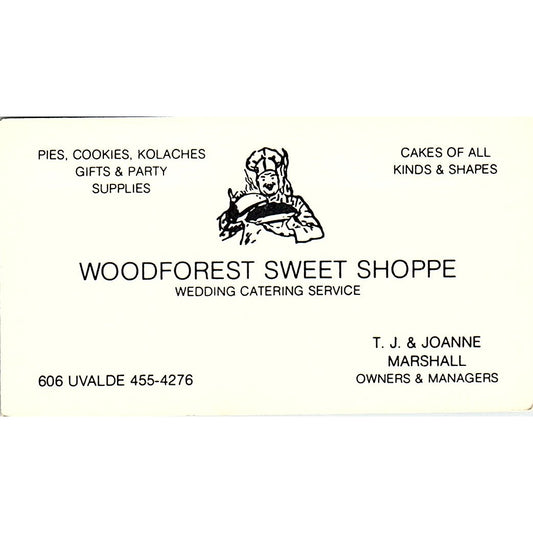 PIES, COOKIES, KOLACHES
GIFTS & PARTY
SUPPLIES
CAKES OF ALL
KINDS & SHAPES
WOODFOREST SWEET SHOPPE
WEDDING CATERING SERVICE
606 UVALDE 455-4276
T. J. & JOANNE
MARSHALL
OWNERS & MANAGERS